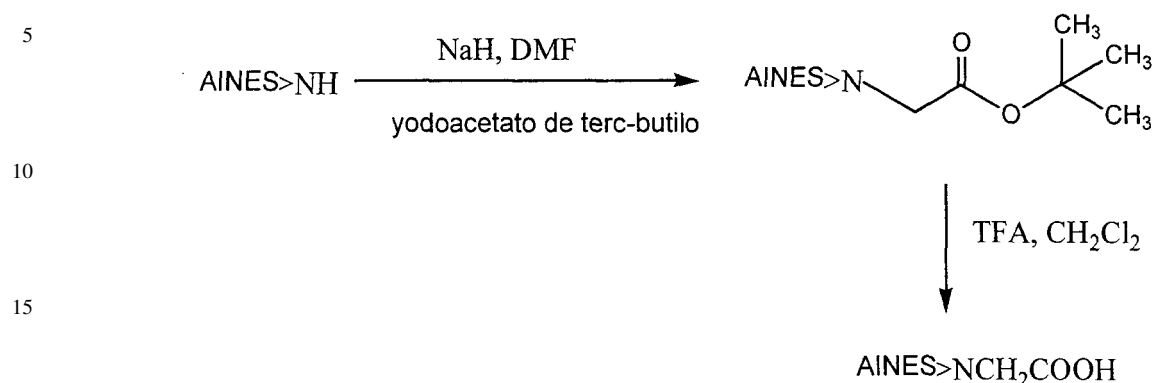 5
CH₃
O
NaH, DMF
CH₃
AINES>NH
AINES>N
O
CH₃
yodoacetato de terc-butilo
10
TFA, CH₂Cl₂
15
AINES>NCH₂COOH